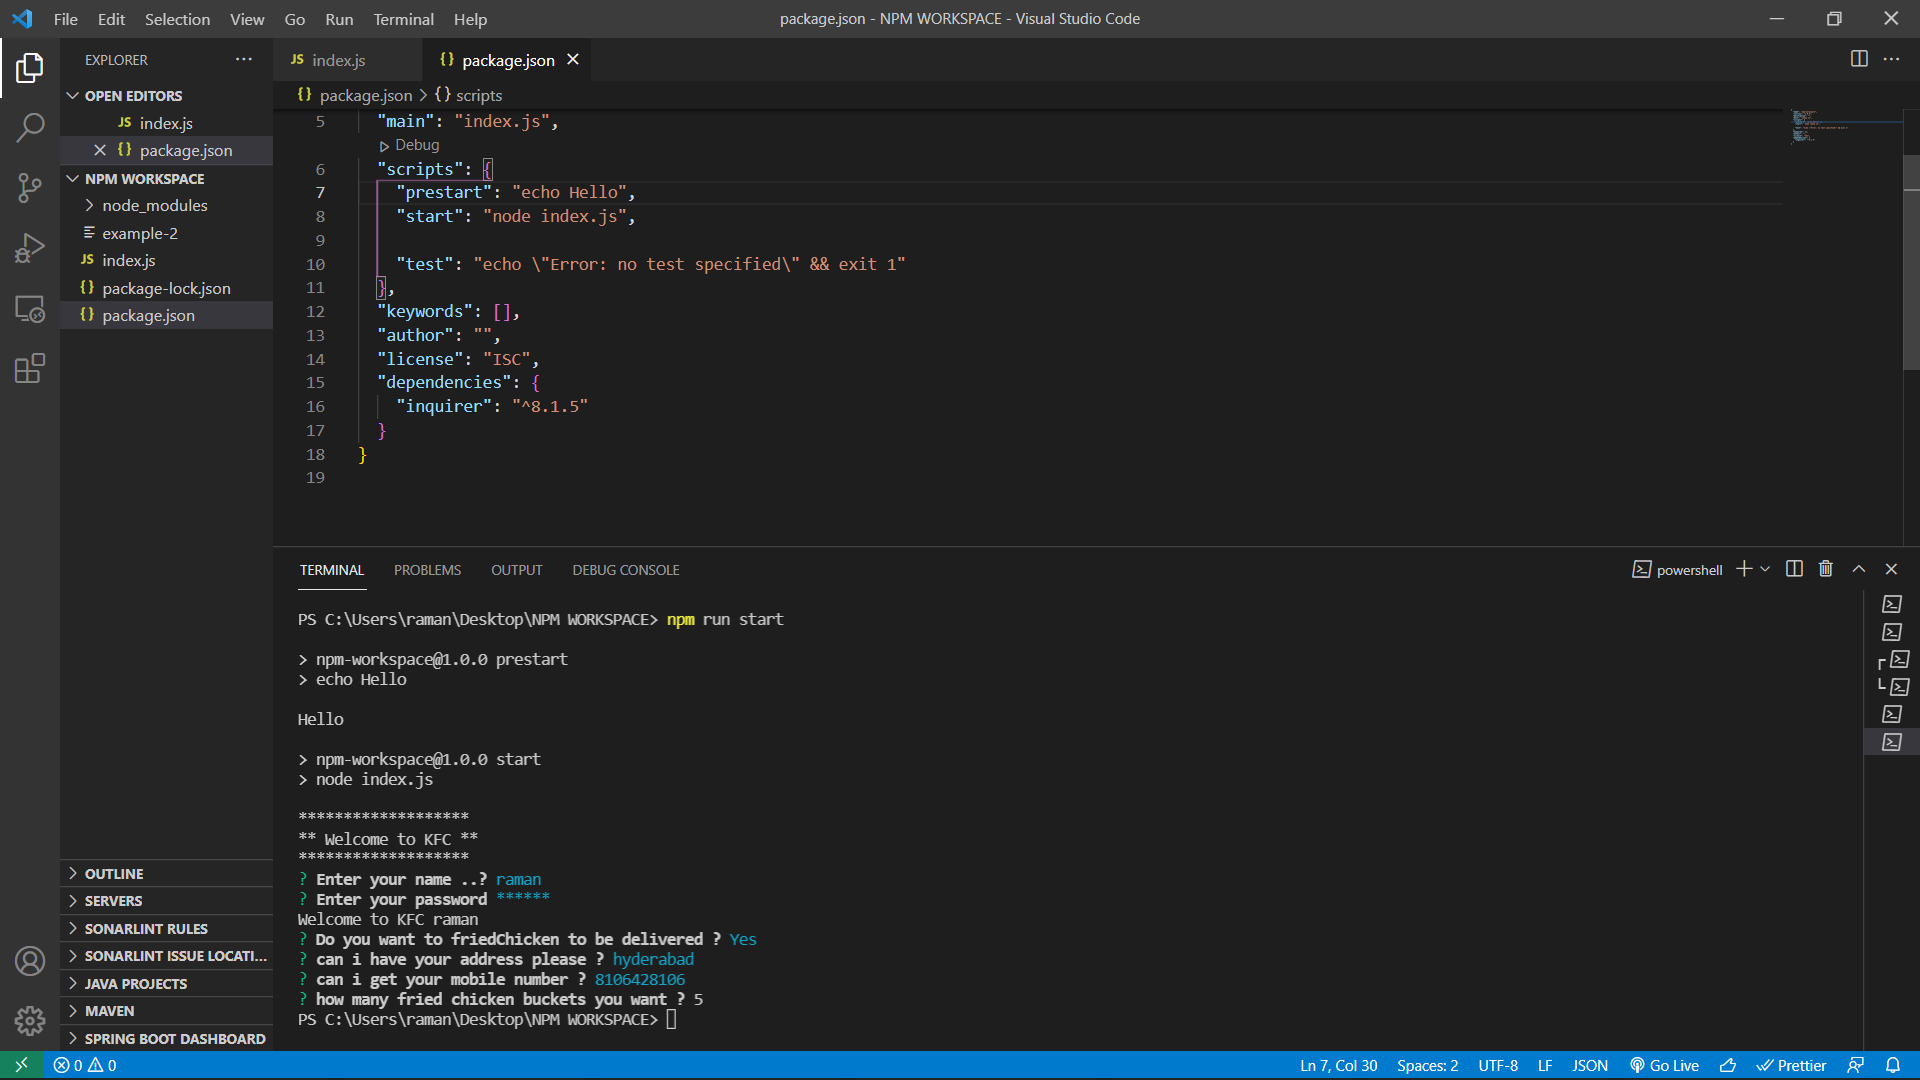 File Edit Selection View Go Run Terminal Help
package.json - NPM WORKSPACE - Visual Studio Code
EXPLORER
OPEN EDITORS
JS index.js
{} package.json
NPM WORKSPACE
node_modules
example-2
JS index.js
{} package-lock.json
{} package.json
OUTLINE
SERVERS
SONARLINT RULES
SONARLINT ISSUE LOCATI...
JAVA PROJECTS
MAVEN
SPRING BOOT DASHBOARD
JS index.js
{} package.json
{} package.json > {} scripts
5 "main": "index.js",
Debug
6 "scripts": {
7 "prestart": "echo Hello",
8 "start": "node index.js",
9
10 "test": "echo \"Error: no test specified\" && exit 1"
11 },
12 "keywords": [],
13 "author": "",
14 "license": "ISC",
15 "dependencies": {
16 "inquirer": "^8.1.5"
17 }
18 }
19
TERMINAL PROBLEMS OUTPUT DEBUG CONSOLE
powershell
PS C:\Users\raman\Desktop\NPM WORKSPACE> npm run start
> npm-workspace@1.0.0 prestart
> echo Hello
Hello
> npm-workspace@1.0.0 start
> node index.js
*******************
** Welcome to KFC **
*******************
? Enter your name ..? raman
? Enter your password ******
Welcome to KFC raman
? Do you want to friedChicken to be delivered ? Yes
? can i have your address please ? hyderabad
? can i get your mobile number ? 8106428106
? how many fried chicken buckets you want ? 5
PS C:\Users\raman\Desktop\NPM WORKSPACE>
0 0
Ln 7, Col 30 Spaces: 2 UTF-8 LF JSON Go Live Prettier